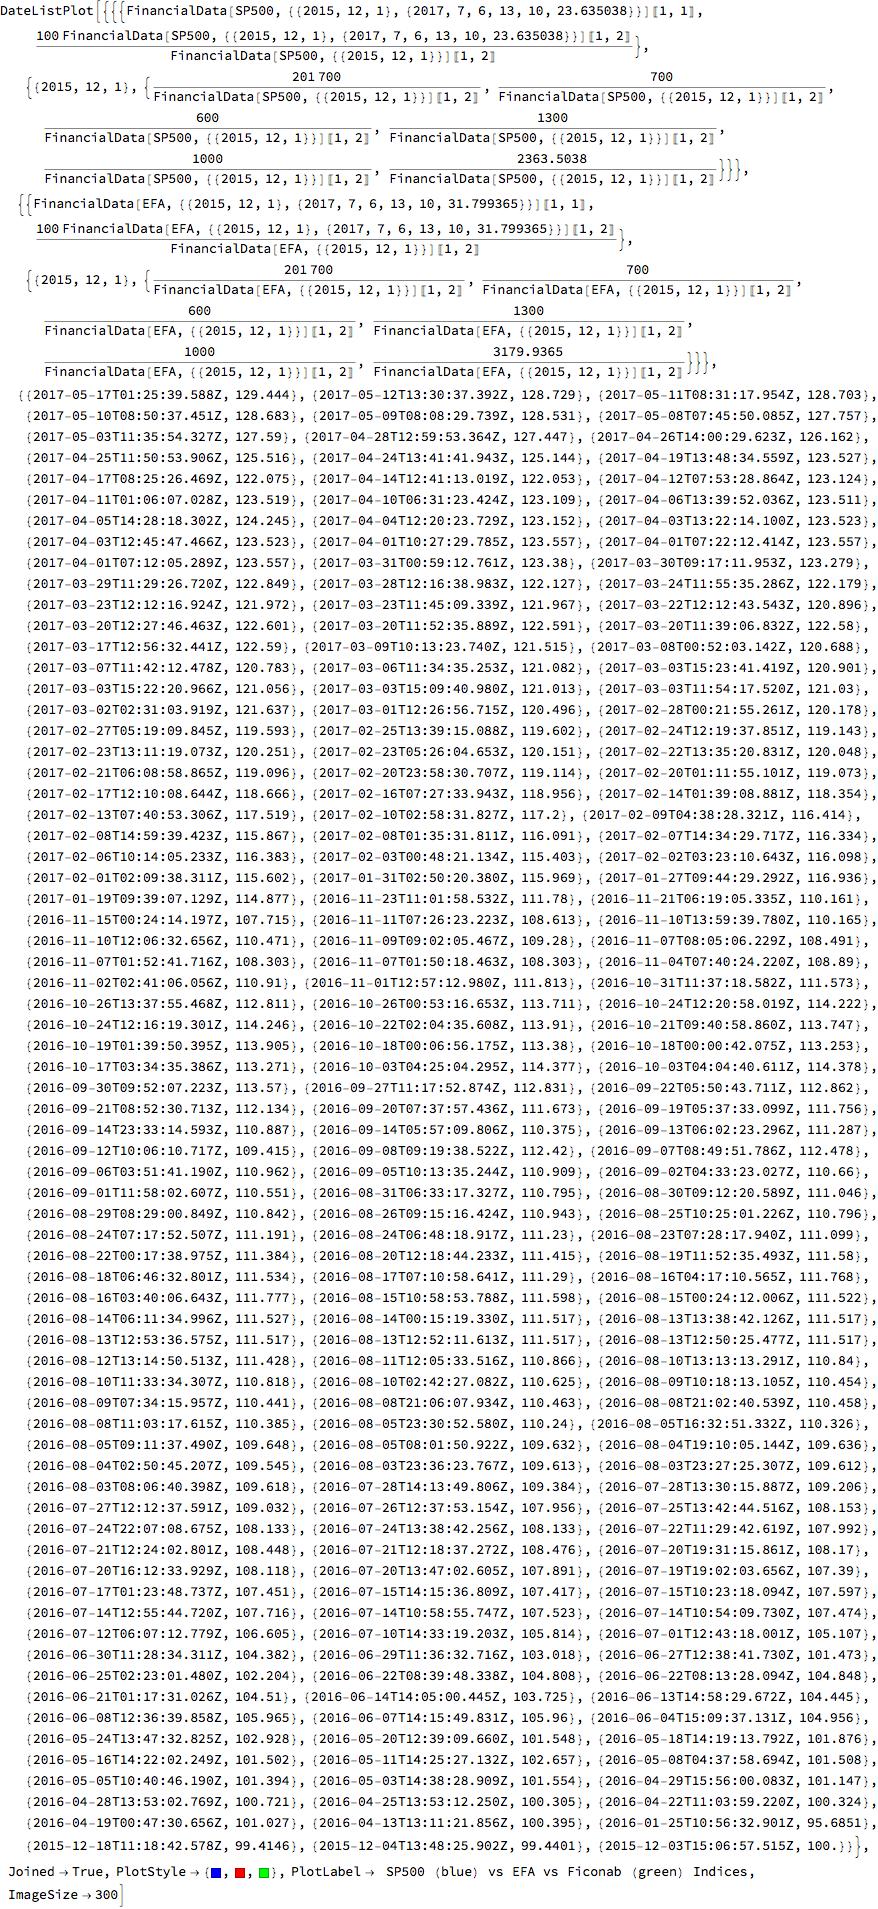 DateListPlot[{{{{FinancialData[SP500, {{2015, 12, 1}, {2017, 7, 6, 13, 10, 23.635038}}]〚1, 1〛,
100 FinancialData[SP500, {{2015, 12, 1}, {2017, 7, 6, 13, 10, 23.635038}}]〚1, 2〛
FinancialData[SP500, {{2015, 12, 1}}]〚1, 2〛 },
{{2015, 12, 1}, { 201 700 , 700 ,
FinancialData[SP500, {{2015, 12, 1}}]〚1, 2〛 FinancialData[SP500, {{2015, 12, 1}}]〚1, 2〛
600 , 1300 ,
FinancialData[SP500, {{2015, 12, 1}}]〚1, 2〛 FinancialData[SP500, {{2015, 12, 1}}]〚1, 2〛
1000 , 2363.5038 }}},
FinancialData[SP500, {{2015, 12, 1}}]〚1, 2〛 FinancialData[SP500, {{2015, 12, 1}}]〚1, 2〛
{{FinancialData[EFA, {{2015, 12, 1}, {2017, 7, 6, 13, 10, 31.799365}}]〚1, 1〛,
100 FinancialData[EFA, {{2015, 12, 1}, {2017, 7, 6, 13, 10, 31.799365}}]〚1, 2〛
FinancialData[EFA, {{2015, 12, 1}}]〚1, 2〛 },
{{2015, 12, 1}, { 201 700 , 700 ,
FinancialData[EFA, {{2015, 12, 1}}]〚1, 2〛 FinancialData[EFA, {{2015, 12, 1}}]〚1, 2〛
600 , 1300 ,
FinancialData[EFA, {{2015, 12, 1}}]〚1, 2〛 FinancialData[EFA, {{2015, 12, 1}}]〚1, 2〛
1000 , 3179.9365 }}},
FinancialData[EFA, {{2015, 12, 1}}]〚1, 2〛 FinancialData[EFA, {{2015, 12, 1}}]〚1, 2〛
{{2017-05-17T01:25:39.588Z, 129.444}, {2017-05-12T13:30:37.392Z, 128.729}, {2017-05-11T08:31:17.954Z, 128.703},
{2017-05-10T08:50:37.451Z, 128.683}, {2017-05-09T08:08:29.739Z, 128.531}, {2017-05-08T07:45:50.085Z, 127.757},
{2017-05-03T11:35:54.327Z, 127.59}, {2017-04-28T12:59:53.364Z, 127.447}, {2017-04-26T14:00:29.623Z, 126.162},
{2017-04-25T11:50:53.906Z, 125.516}, {2017-04-24T13:41:41.943Z, 125.144}, {2017-04-19T13:48:34.559Z, 123.527},
{2017-04-17T08:25:26.469Z, 122.075}, {2017-04-14T12:41:13.019Z, 122.053}, {2017-04-12T07:53:28.864Z, 123.124},
{2017-04-11T01:06:07.028Z, 123.519}, {2017-04-10T06:31:23.424Z, 123.109}, {2017-04-06T13:39:52.036Z, 123.511},
{2017-04-05T14:28:18.302Z, 124.245}, {2017-04-04T12:20:23.729Z, 123.152}, {2017-04-03T13:22:14.100Z, 123.523},
{2017-04-03T12:45:47.466Z, 123.523}, {2017-04-01T10:27:29.785Z, 123.557}, {2017-04-01T07:22:12.414Z, 123.557},
{2017-04-01T07:12:05.289Z, 123.557}, {2017-03-31T00:59:12.761Z, 123.38}, {2017-03-30T09:17:11.953Z, 123.279},
{2017-03-29T11:29:26.720Z, 122.849}, {2017-03-28T12:16:38.983Z, 122.127}, {2017-03-24T11:55:35.286Z, 122.179},
{2017-03-23T12:12:16.924Z, 121.972}, {2017-03-23T11:45:09.339Z, 121.967}, {2017-03-22T12:12:43.543Z, 120.896},
{2017-03-20T12:27:46.463Z, 122.601}, {2017-03-20T11:52:35.889Z, 122.591}, {2017-03-20T11:39:06.832Z, 122.58},
{2017-03-17T12:56:32.441Z, 122.59}, {2017-03-09T10:13:23.740Z, 121.515}, {2017-03-08T00:52:03.142Z, 120.688},
{2017-03-07T11:42:12.478Z, 120.783}, {2017-03-06T11:34:35.253Z, 121.082}, {2017-03-03T15:23:41.419Z, 120.901},
{2017-03-03T15:22:20.966Z, 121.056}, {2017-03-03T15:09:40.980Z, 121.013}, {2017-03-03T11:54:17.520Z, 121.03},
{2017-03-02T02:31:03.919Z, 121.637}, {2017-03-01T12:26:56.715Z, 120.496}, {2017-02-28T00:21:55.261Z, 120.178},
{2017-02-27T05:19:09.845Z, 119.593}, {2017-02-25T13:39:15.088Z, 119.602}, {2017-02-24T12:19:37.851Z, 119.143},
{2017-02-23T13:11:19.073Z, 120.251}, {2017-02-23T05:26:04.653Z, 120.151}, {2017-02-22T13:35:20.831Z, 120.048},
{2017-02-21T06:08:58.865Z, 119.096}, {2017-02-20T23:58:30.707Z, 119.114}, {2017-02-20T01:11:55.101Z, 119.073},
{2017-02-17T12:10:08.644Z, 118.666}, {2017-02-16T07:27:33.943Z, 118.956}, {2017-02-14T01:39:08.881Z, 118.354},
{2017-02-13T07:40:53.306Z, 117.519}, {2017-02-10T02:58:31.827Z, 117.2}, {2017-02-09T04:38:28.321Z, 116.414},
{2017-02-08T14:59:39.423Z, 115.867}, {2017-02-08T01:35:31.811Z, 116.091}, {2017-02-07T14:34:29.717Z, 116.334},
{2017-02-06T10:14:05.233Z, 116.383}, {2017-02-03T00:48:21.134Z, 115.403}, {2017-02-02T03:23:10.643Z, 116.098},
{2017-02-01T02:09:38.311Z, 115.602}, {2017-01-31T02:50:20.380Z, 115.969}, {2017-01-27T09:44:29.292Z, 116.936},
{2017-01-19T09:39:07.129Z, 114.877}, {2016-11-23T11:01:58.532Z, 111.78}, {2016-11-21T06:19:05.335Z, 110.161},
{2016-11-15T00:24:14.197Z, 107.715}, {2016-11-11T07:26:23.223Z, 108.613}, {2016-11-10T13:59:39.780Z, 110.165},
{2016-11-10T12:06:32.656Z, 110.471}, {2016-11-09T09:02:05.467Z, 109.28}, {2016-11-07T08:05:06.229Z, 108.491},
{2016-11-07T01:52:41.716Z, 108.303}, {2016-11-07T01:50:18.463Z, 108.303}, {2016-11-04T07:40:24.220Z, 108.89},
{2016-11-02T02:41:06.056Z, 110.91}, {2016-11-01T12:57:12.980Z, 111.813}, {2016-10-31T11:37:18.582Z, 111.573},
{2016-10-26T13:37:55.468Z, 112.811}, {2016-10-26T00:53:16.653Z, 113.711}, {2016-10-24T12:20:58.019Z, 114.222},
{2016-10-24T12:16:19.301Z, 114.246}, {2016-10-22T02:04:35.608Z, 113.91}, {2016-10-21T09:40:58.860Z, 113.747},
{2016-10-19T01:39:50.395Z, 113.905}, {2016-10-18T00:06:56.175Z, 113.38}, {2016-10-18T00:00:42.075Z, 113.253},
{2016-10-17T03:34:35.386Z, 113.271}, {2016-10-03T04:25:04.295Z, 114.377}, {2016-10-03T04:04:40.611Z, 114.378},
{2016-09-30T09:52:07.223Z, 113.57}, {2016-09-27T11:17:52.874Z, 112.831}, {2016-09-22T05:50:43.711Z, 112.862},
{2016-09-21T08:52:30.713Z, 112.134}, {2016-09-20T07:37:57.436Z, 111.673}, {2016-09-19T05:37:33.099Z, 111.756},
{2016-09-14T23:33:14.593Z, 110.887}, {2016-09-14T05:57:09.806Z, 110.375}, {2016-09-13T06:02:23.296Z, 111.287},
{2016-09-12T10:06:10.717Z, 109.415}, {2016-09-08T09:19:38.522Z, 112.42}, {2016-09-07T08:49:51.786Z, 112.478},
{2016-09-06T03:51:41.190Z, 110.962}, {2016-09-05T10:13:35.244Z, 110.909}, {2016-09-02T04:33:23.027Z, 110.66},
{2016-09-01T11:58:02.607Z, 110.551}, {2016-08-31T06:33:17.327Z, 110.795}, {2016-08-30T09:12:20.589Z, 111.046},
{2016-08-29T08:29:00.849Z, 110.842}, {2016-08-26T09:15:16.424Z, 110.943}, {2016-08-25T10:25:01.226Z, 110.796},
{2016-08-24T07:17:52.507Z, 111.191}, {2016-08-24T06:48:18.917Z, 111.23}, {2016-08-23T07:28:17.940Z, 111.099},
{2016-08-22T00:17:38.975Z, 111.384}, {2016-08-20T12:18:44.233Z, 111.415}, {2016-08-19T11:52:35.493Z, 111.58},
{2016-08-18T06:46:32.801Z, 111.534}, {2016-08-17T07:10:58.641Z, 111.29}, {2016-08-16T04:17:10.565Z, 111.768},
{2016-08-16T03:40:06.643Z, 111.777}, {2016-08-15T10:58:53.788Z, 111.598}, {2016-08-15T00:24:12.006Z, 111.522},
{2016-08-14T06:11:34.996Z, 111.527}, {2016-08-14T00:15:19.330Z, 111.517}, {2016-08-13T13:38:42.126Z, 111.517},
{2016-08-13T12:53:36.575Z, 111.517}, {2016-08-13T12:52:11.613Z, 111.517}, {2016-08-13T12:50:25.477Z, 111.517},
{2016-08-12T13:14:50.513Z, 111.428}, {2016-08-11T12:05:33.516Z, 110.866}, {2016-08-10T13:13:13.291Z, 110.84},
{2016-08-10T11:33:34.307Z, 110.818}, {2016-08-10T02:42:27.082Z, 110.625}, {2016-08-09T10:18:13.105Z, 110.454},
{2016-08-09T07:34:15.957Z, 110.441}, {2016-08-08T21:06:07.934Z, 110.463}, {2016-08-08T21:02:40.539Z, 110.458},
{2016-08-08T11:03:17.615Z, 110.385}, {2016-08-05T23:30:52.580Z, 110.24}, {2016-08-05T16:32:51.332Z, 110.326},
{2016-08-05T09:11:37.490Z, 109.648}, {2016-08-05T08:01:50.922Z, 109.632}, {2016-08-04T19:10:05.144Z, 109.636},
{2016-08-04T02:50:45.207Z, 109.545}, {2016-08-03T23:36:23.767Z, 109.613}, {2016-08-03T23:27:25.307Z, 109.612},
{2016-08-03T08:06:40.398Z, 109.618}, {2016-07-28T14:13:49.806Z, 109.384}, {2016-07-28T13:30:15.887Z, 109.206},
{2016-07-27T12:12:37.591Z, 109.032}, {2016-07-26T12:37:53.154Z, 107.956}, {2016-07-25T13:42:44.516Z, 108.153},
{2016-07-24T22:07:08.675Z, 108.133}, {2016-07-24T13:38:42.256Z, 108.133}, {2016-07-22T11:29:42.619Z, 107.992},
{2016-07-21T12:24:02.801Z, 108.448}, {2016-07-21T12:18:37.272Z, 108.476}, {2016-07-20T19:31:15.861Z, 108.17},
{2016-07-20T16:12:33.929Z, 108.118}, {2016-07-20T13:47:02.605Z, 107.891}, {2016-07-19T19:02:03.656Z, 107.39},
{2016-07-17T01:23:48.737Z, 107.451}, {2016-07-15T14:15:36.809Z, 107.417}, {2016-07-15T10:23:18.094Z, 107.597},
{2016-07-14T12:55:44.720Z, 107.716}, {2016-07-14T10:58:55.747Z, 107.523}, {2016-07-14T10:54:09.730Z, 107.474},
{2016-07-12T06:07:12.779Z, 106.605}, {2016-07-10T14:33:19.203Z, 105.814}, {2016-07-01T12:43:18.001Z, 105.107},
{2016-06-30T11:28:34.311Z, 104.382}, {2016-06-29T11:36:32.716Z, 103.018}, {2016-06-27T12:38:41.730Z, 101.473},
{2016-06-25T02:23:01.480Z, 102.204}, {2016-06-22T08:39:48.338Z, 104.808}, {2016-06-22T08:13:28.094Z, 104.848},
{2016-06-21T01:17:31.026Z, 104.51}, {2016-06-14T14:05:00.445Z, 103.725}, {2016-06-13T14:58:29.672Z, 104.445},
{2016-06-08T12:36:39.858Z, 105.965}, {2016-06-07T14:15:49.831Z, 105.96}, {2016-06-04T15:09:37.131Z, 104.956},
{2016-05-24T13:47:32.825Z, 102.928}, {2016-05-20T12:39:09.660Z, 101.548}, {2016-05-18T14:19:13.792Z, 101.876},
{2016-05-16T14:22:02.249Z, 101.502}, {2016-05-11T14:25:27.132Z, 102.657}, {2016-05-08T04:37:58.694Z, 101.508},
{2016-05-05T10:40:46.190Z, 101.394}, {2016-05-03T14:38:28.909Z, 101.554}, {2016-04-29T15:56:00.083Z, 101.147},
{2016-04-28T13:53:02.769Z, 100.721}, {2016-04-25T13:53:12.250Z, 100.305}, {2016-04-22T11:03:59.220Z, 100.324},
{2016-04-19T00:47:30.656Z, 101.027}, {2016-04-13T13:11:21.856Z, 100.395}, {2016-01-25T10:56:32.901Z, 95.6851},
{2015-12-18T11:18:42.578Z, 99.4146}, {2015-12-04T13:48:25.902Z, 99.4401}, {2015-12-03T15:06:57.515Z, 100.}}},
Joined → True, PlotStyle → {■, ■, ■}, PlotLabel → SP500 (blue) vs EFA vs Ficonab (green) Indices,
ImageSize → 300]